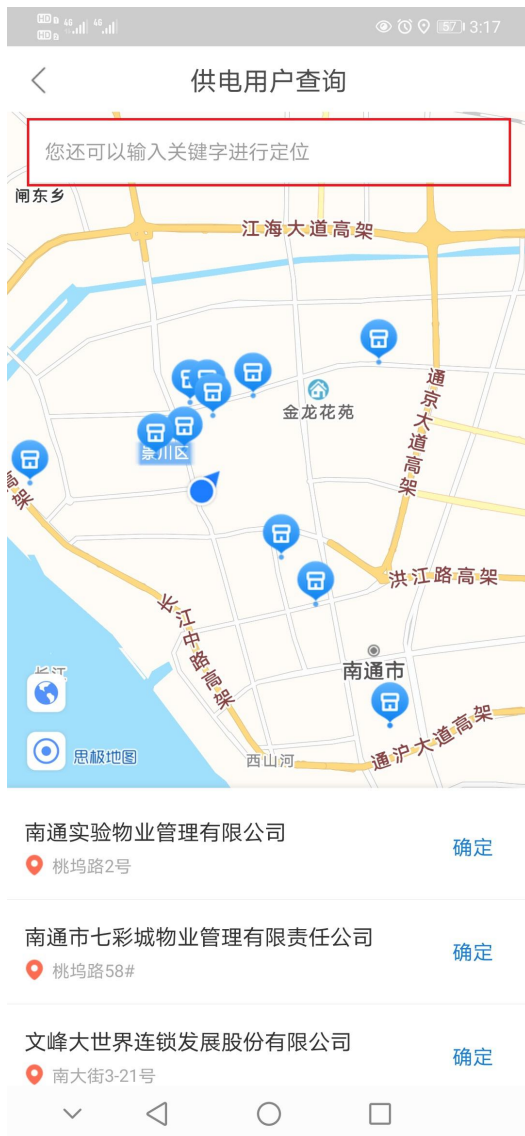 HD 4G 4G 57 3:17
HD
供电用户查询
您还可以输入关键字进行定位
闸东乡
江海大道高架
通京大道高架
金龙花苑
崇川区
高架
洪江路高架
长江中路高架
南通市
长江
通沪大道高架
思极地图
西山河
南通实验物业管理有限公司
确定
桃坞路2号
南通市七彩城物业管理有限责任公司
确定
桃坞路58#
文峰大世界连锁发展股份有限公司
确定
南大街3-21号